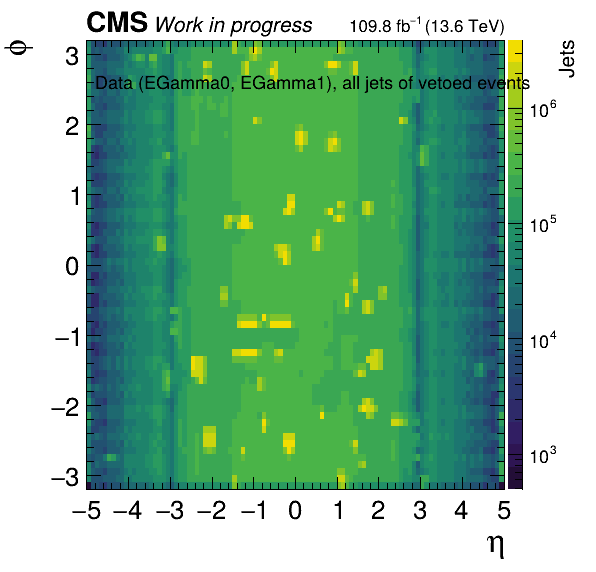 CMS Work in progress 109.8 fb⁻¹ (13.6 TeV)
ϕ
Jets
Data (EGamma0, EGamma1), all jets of vetoed events
3
2
1
0
−1
−2
−3
10⁶
10⁵
10⁴
10³
−5 −4 −3 −2 −1 0 1 2 3 4 5
η